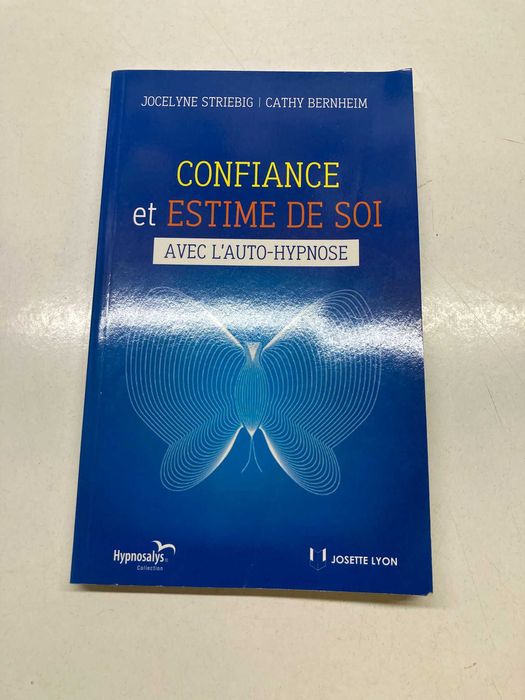 JOCELYNE STRIEBIG | CATHY BERNHEIM
CONFIANCE
et ESTIME DE SOI
AVEC L'AUTO-HYPNOSE
Hypnosalys
Collection
JOSETTE LYON